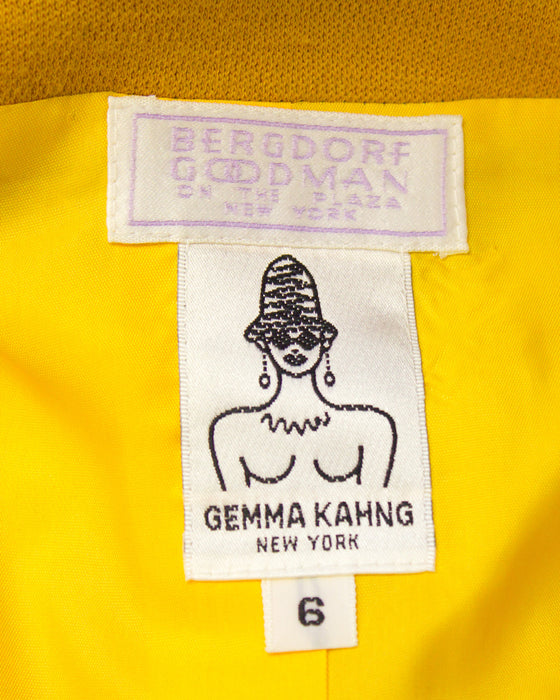 BERGDORF
GOODMAN
ON THE PLAZA
NEW YORK
GEMMA KAHNG
NEW YORK
6